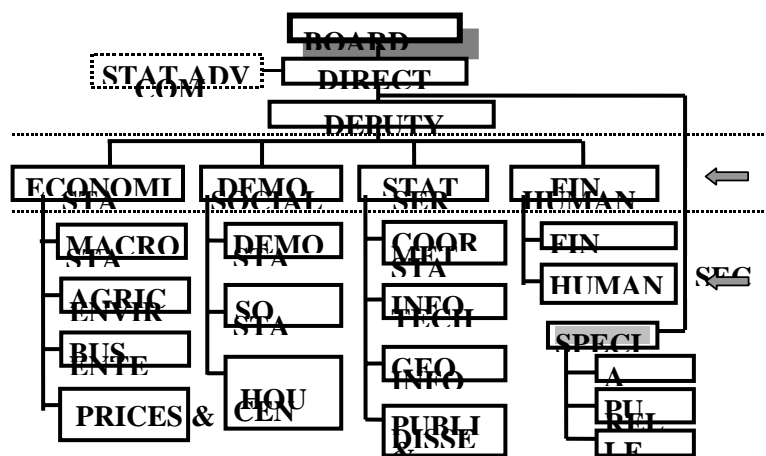 BOARD
STAT ADV
COM
DIRECT
DEPUTY
ECONOMI
STA
DEMO
SOCIAL
STAT
SER
FIN
HUMAN
MACRO
STA
DEMO
STA
COOR
MET
STA
FIN
AGRIC
ENVIR
SO
STA
INFO
TECH
HUMAN
SEC
BUS
ENTE
GEO
INFO
SPECI
A
PRICES &
HOU
CEN
PUBLI
DISSE
&
PU
REL
LE